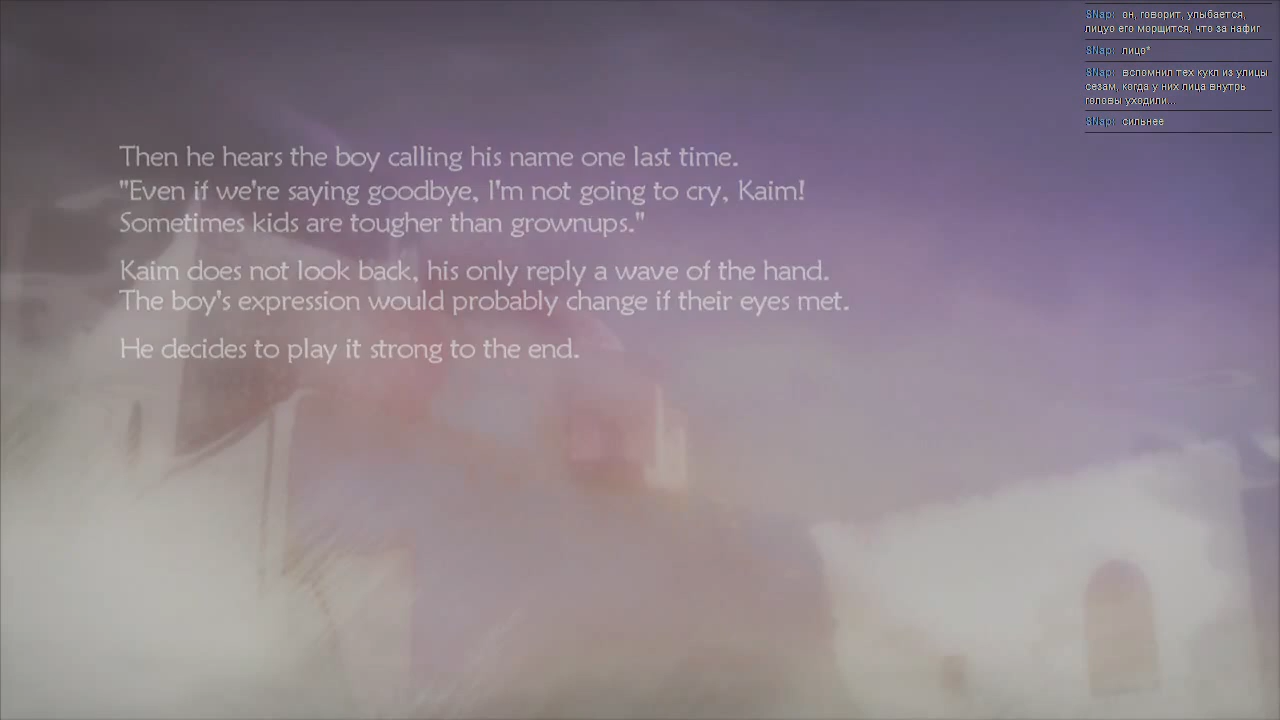 Then he hears the boy calling his name one last time.
"Even if we're saying goodbye, I'm not going to cry, Kaim!
Sometimes kids are tougher than grownups."
Kaim does not look back, his only reply a wave of the hand.
The boy's expression would probably change if their eyes met.
He decides to play it strong to the end.
SNap: он, говорит, улыбается,
лицуо его морщится, что за нафиг
SNap: лицо*
SNap: вспомнил тех кукл из улицы
сезам, когда у них лица внутрь
головы уходили...
SNap: сильнее